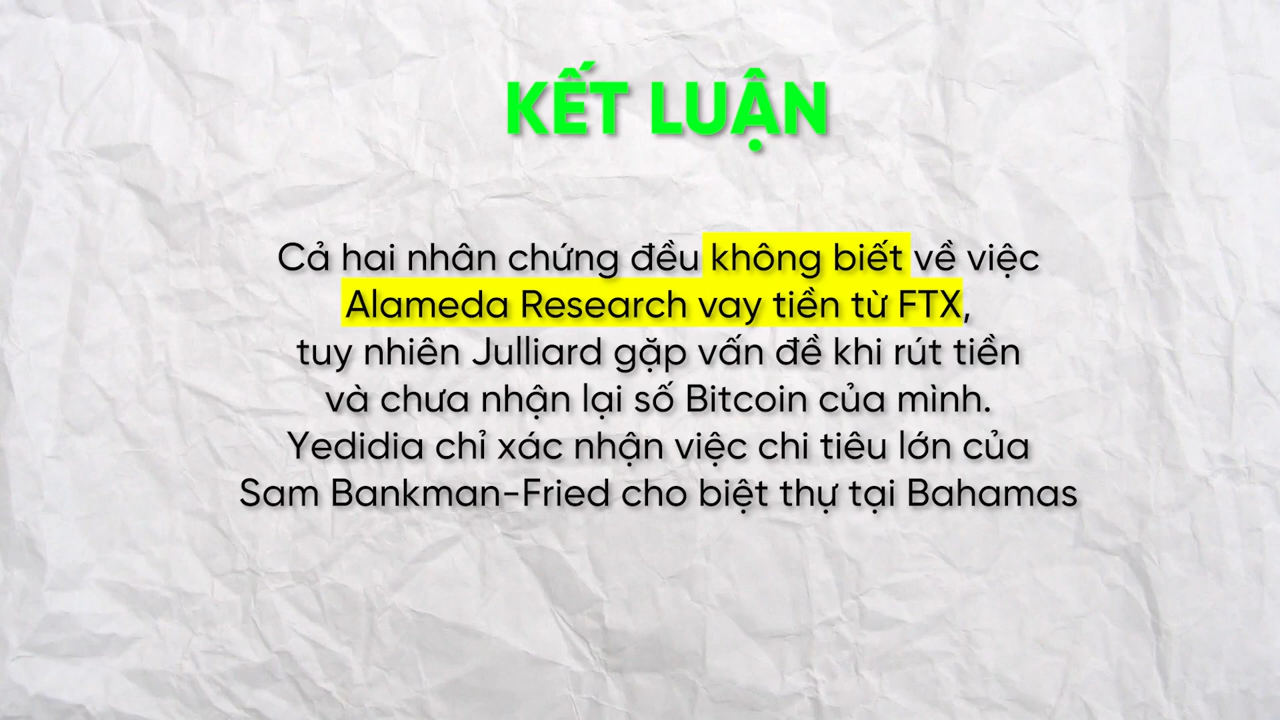 KẾT LUẬN
Cả hai nhân chứng đều không biết về việc
Alameda Research vay tiền từ FTX,
tuy nhiên Julliard gặp vấn đề khi rút tiền
và chưa nhận lại số Bitcoin của mình.
Yedidia chỉ xác nhận việc chi tiêu lớn của
Sam Bankman-Fried cho biệt thự tại Bahamas